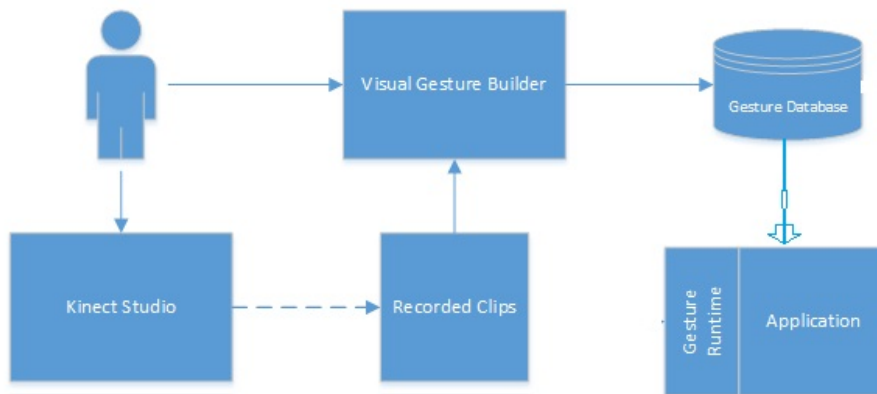 Visual Gesture Builder
Gesture Database
Kinect Studio
Recorded Clips
Gesture
Runtime
Application